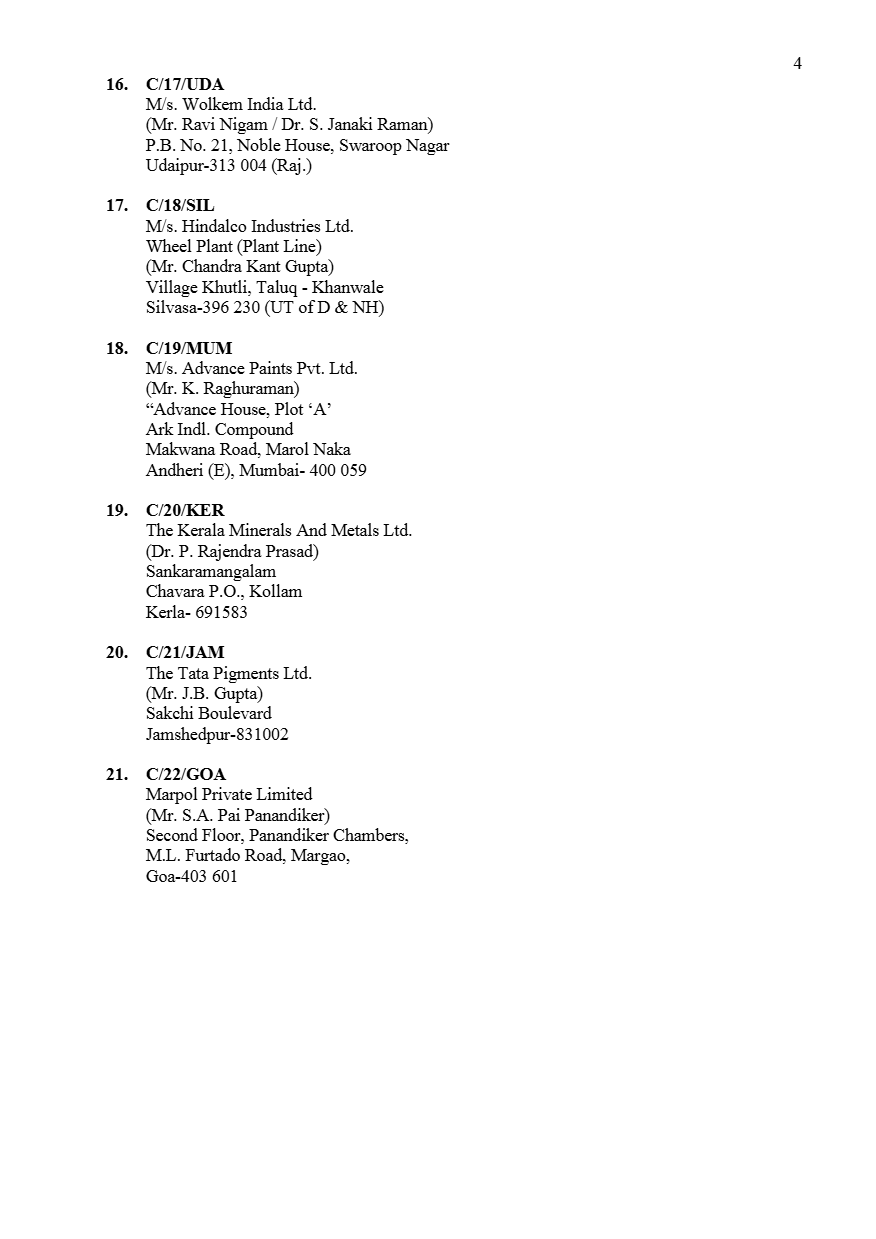 4
16. C/17/UDA
M/s. Wolkem India Ltd.
(Mr. Ravi Nigam / Dr. S. Janaki Raman)
P.B. No. 21, Noble House, Swaroop Nagar
Udaipur-313 004 (Raj.)
17. C/18/SIL
M/s. Hindalco Industries Ltd.
Wheel Plant (Plant Line)
(Mr. Chandra Kant Gupta)
Village Khutli, Taluq - Khanwale
Silvasa-396 230 (UT of D & NH)
18. C/19/MUM
M/s. Advance Paints Pvt. Ltd.
(Mr. K. Raghuraman)
“Advance House, Plot ‘A’
Ark Indl. Compound
Makwana Road, Marol Naka
Andheri (E), Mumbai- 400 059
19. C/20/KER
The Kerala Minerals And Metals Ltd.
(Dr. P. Rajendra Prasad)
Sankaramangalam
Chavara P.O., Kollam
Kerla- 691583
20. C/21/JAM
The Tata Pigments Ltd.
(Mr. J.B. Gupta)
Sakchi Boulevard
Jamshedpur-831002
21. C/22/GOA
Marpol Private Limited
(Mr. S.A. Pai Panandiker)
Second Floor, Panandiker Chambers,
M.L. Furtado Road, Margao,
Goa-403 601